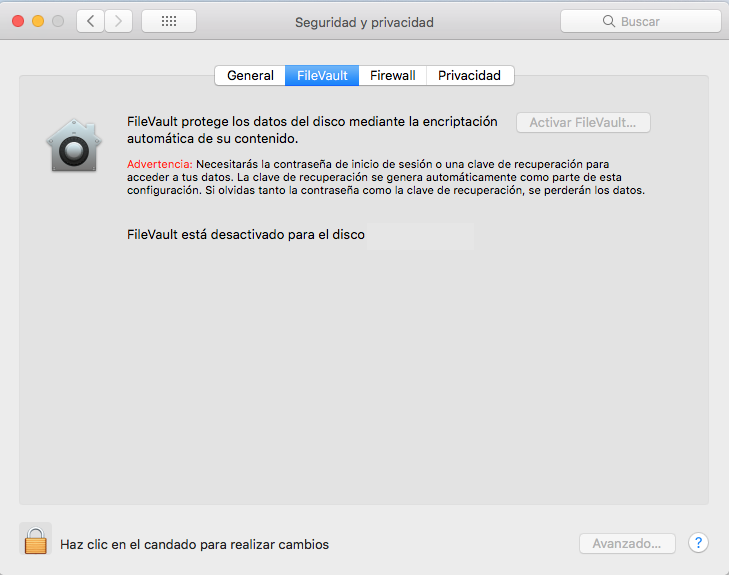 Seguridad y privacidad
Buscar
General
FileVault
Firewall
Privacidad
FileVault protege los datos del disco mediante la encriptación
automática de su contenido.
Activar FileVault...
Advertencia: Necesitarás la contraseña de inicio de sesión o una clave de recuperación para
acceder a tus datos. La clave de recuperación se genera automáticamente como parte de esta
configuración. Si olvidas tanto la contraseña como la clave de recuperación, se perderán los datos.
FileVault está desactivado para el disco
Haz clic en el candado para realizar cambios
Avanzado...
?